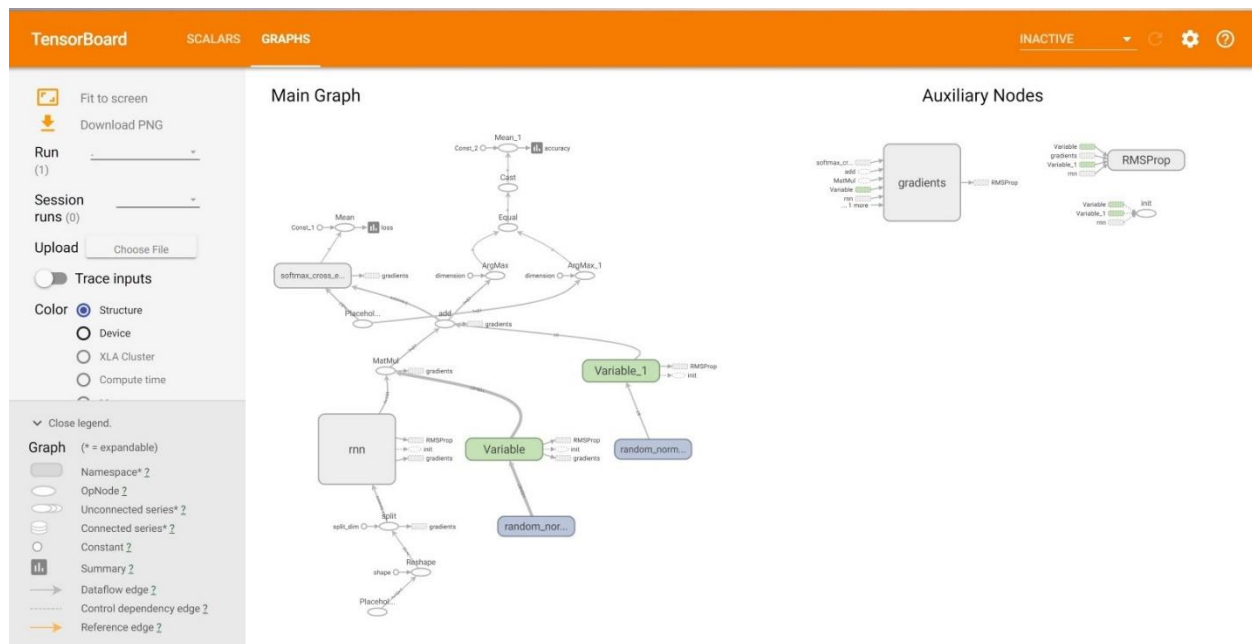 TensorBoard SCALARS GRAPHS INACTIVE
Fit to screen
Download PNG
Run .
(1)
Session
runs (0)
Upload Choose File
Trace inputs
Color Structure
Device
XLA Cluster
Compute time
Close legend.
Graph (* = expandable)
Namespace* ?
OpNode ?
Unconnected series* ?
Connected series* ?
Constant ?
Summary ?
Dataflow edge ?
Control dependency edge ?
Reference edge ?
Main Graph
Mean_1
Const_2 accuracy
Cast
Mean Equal
Const_1 loss
ArgMax ArgMax_1
softmax_cross_e... gradients dimension dimension
Placehol... add
gradients
MatMul
gradients
Variable_1 RMSProp
init
rnn RMSProp
init
gradients
Variable RMSProp
init
gradients
random_norm...
split
split_dim gradients
random_nor...
Reshape
shape
Placehol...
Auxiliary Nodes
softmax_cr...
add
MatMul
Variable
rnn
... 1 more
gradients RMSProp
Variable
gradients
Variable_1
rnn
RMSProp
Variable
Variable_1
rnn
init